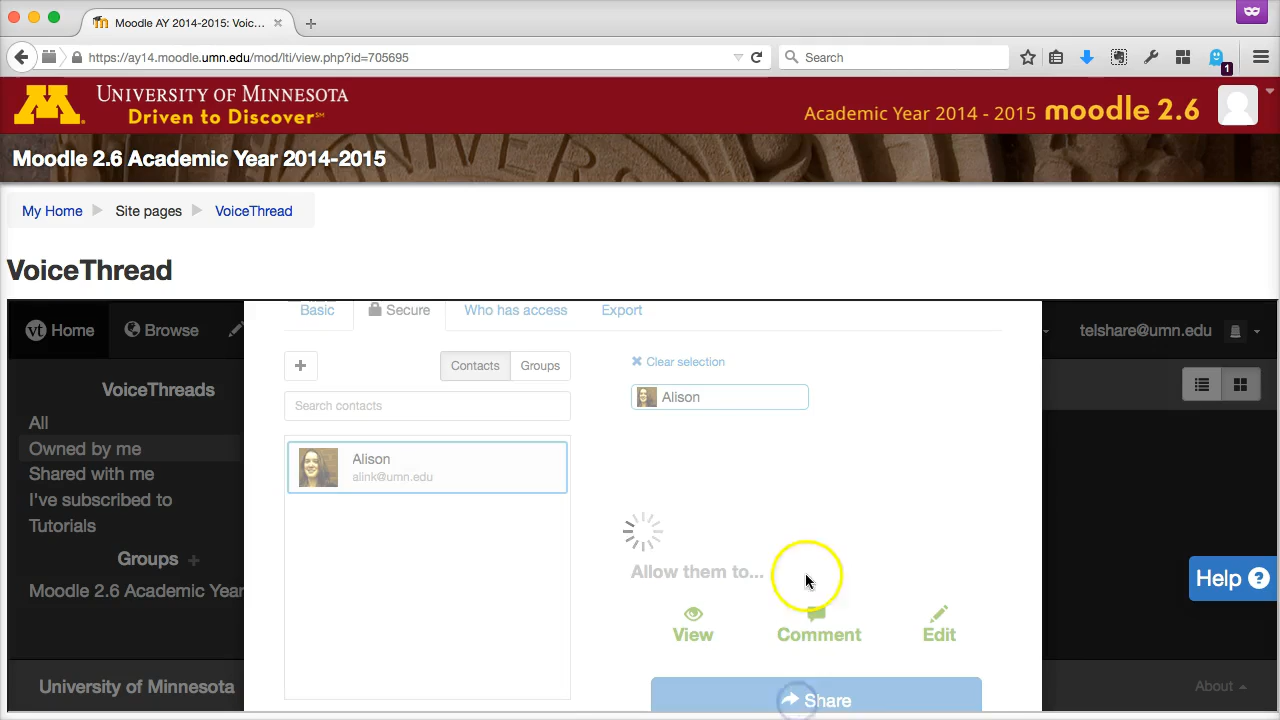 Moodle AY 2014-2015: Voic...
https://ay14.moodle.umn.edu/mod/lti/view.php?id=705695
Search
1
UNIVERSITY OF MINNESOTA
Driven to Discover℠
Academic Year 2014 - 2015 moodle 2.6
Moodle 2.6 Academic Year 2014-2015
My Home
Site pages
VoiceThread
VoiceThread
vt Home
Browse
Basic
Secure
Who has access
Export
telshare@umn.edu
VoiceThreads
All
Owned by me
Shared with me
I've subscribed to
Tutorials
Groups +
Moodle 2.6 Academic Year
+
Contacts
Groups
Search contacts
Alison
alink@umn.edu
Clear selection
Alison
Allow them to...
View
Comment
Edit
Share
Help ?
University of Minnesota
About